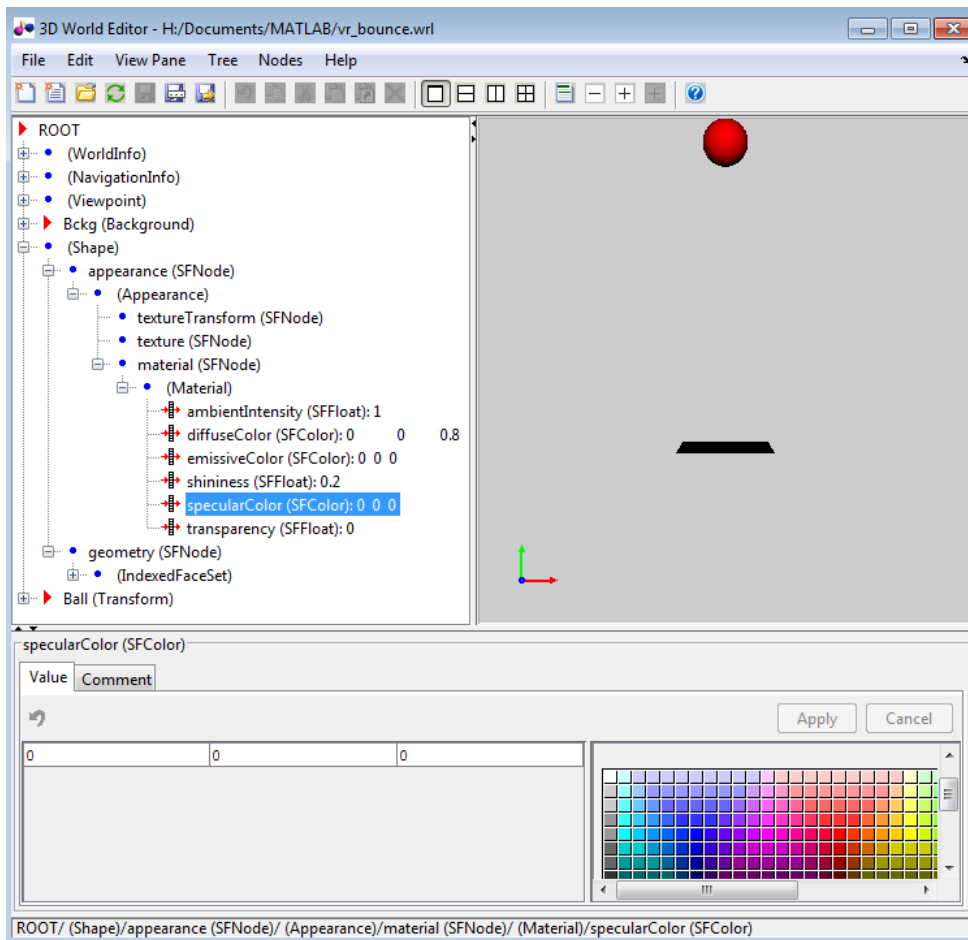 3D World Editor - H:/Documents/MATLAB/vr_bounce.wrl
File Edit View Pane Tree Nodes Help
ROOT
(WorldInfo)
(NavigationInfo)
(Viewpoint)
Bckg (Background)
(Shape)
appearance (SFNode)
(Appearance)
textureTransform (SFNode)
texture (SFNode)
material (SFNode)
(Material)
ambientIntensity (SFFloat): 1
diffuseColor (SFColor): 0 0 0.8
emissiveColor (SFColor): 0 0 0
shininess (SFFloat): 0.2
specularColor (SFColor): 0 0 0
transparency (SFFloat): 0
geometry (SFNode)
(IndexedFaceSet)
Ball (Transform)
specularColor (SFColor)
Value Comment
Apply Cancel
0 0 0
ROOT/ (Shape)/appearance (SFNode)/ (Appearance)/material (SFNode)/ (Material)/specularColor (SFColor)